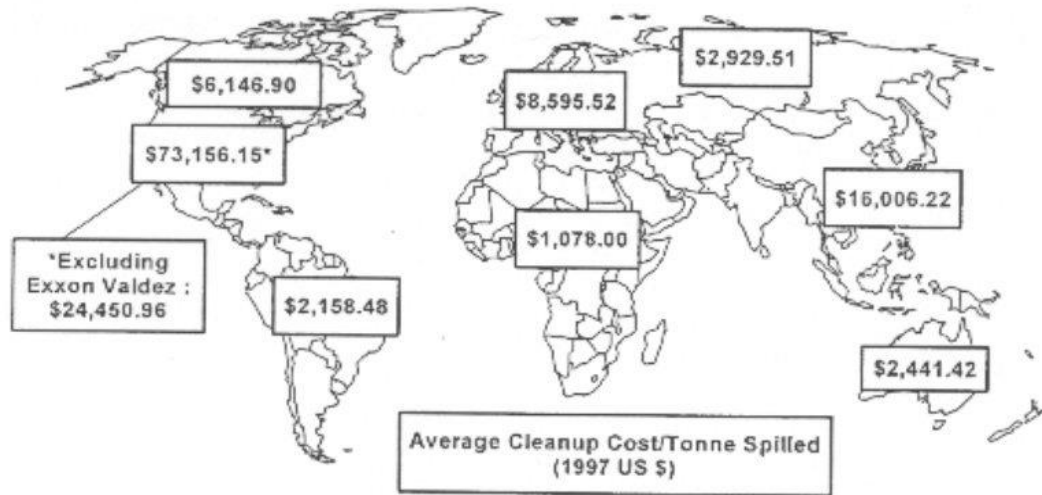 $2,929.51
$6,146.90
$8,595.52
$73,156.15*
$16,006.22
$1,078.00
*Excluding
Exxon Valdez :
$24,450.96
$2,158.48
$2,441.42
Average Cleanup Cost/Tonne Spilled
(1997 US $)